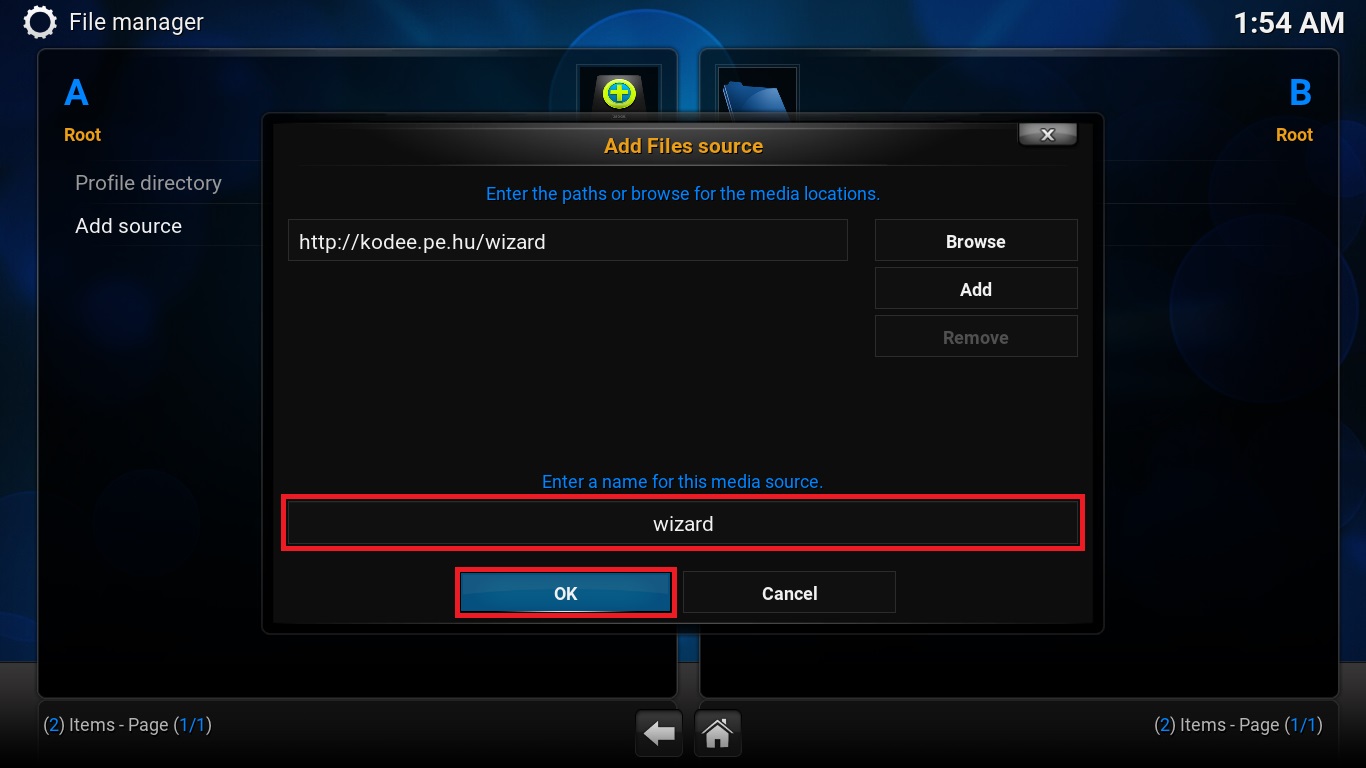 File manager
1:54 AM
A
B
Root
Root
Profile directory
Add source
Add Files source
X
Enter the paths or browse for the media locations.
http://kodee.pe.hu/wizard
Browse
Add
Remove
Enter a name for this media source.
wizard
OK
Cancel
(2) Items - Page (1/1)
(2) Items - Page (1/1)